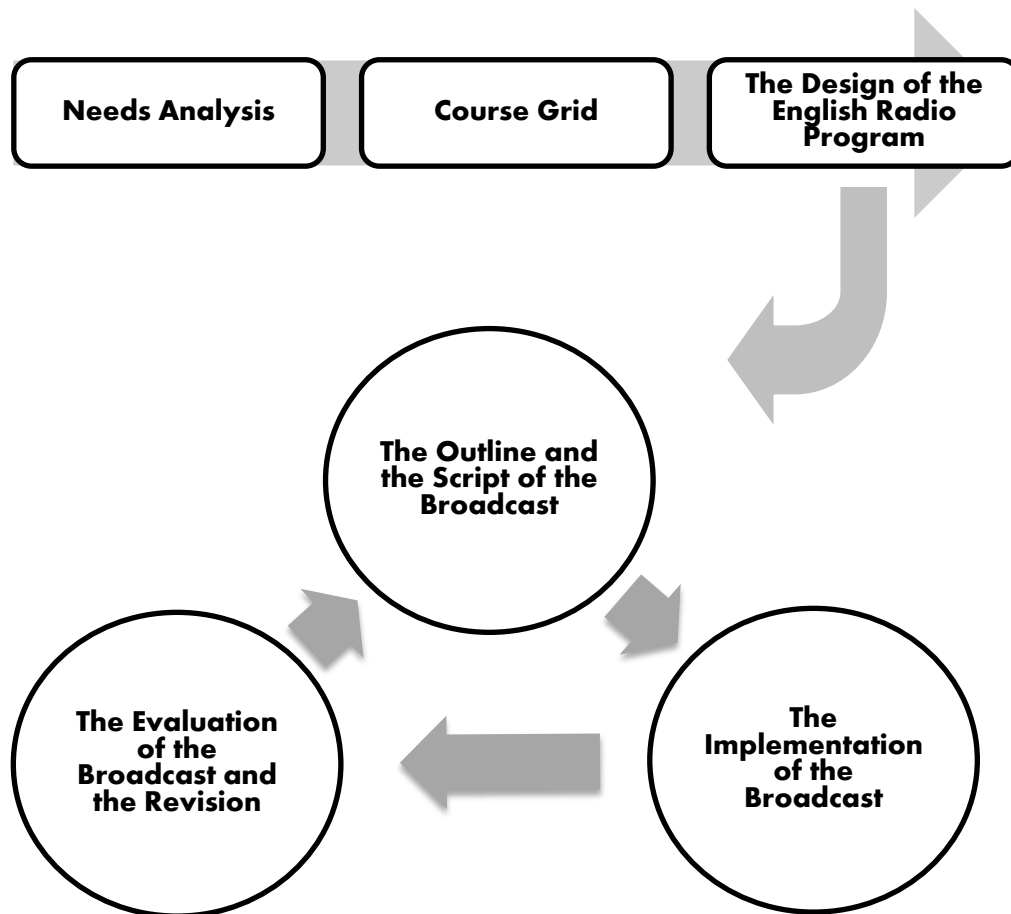 Needs Analysis
Course Grid
The Design of the
English Radio
Program
The Outline and
the Script of the
Broadcast
The Evaluation
of the
Broadcast and
the Revision
The
Implementation
of the
Broadcast